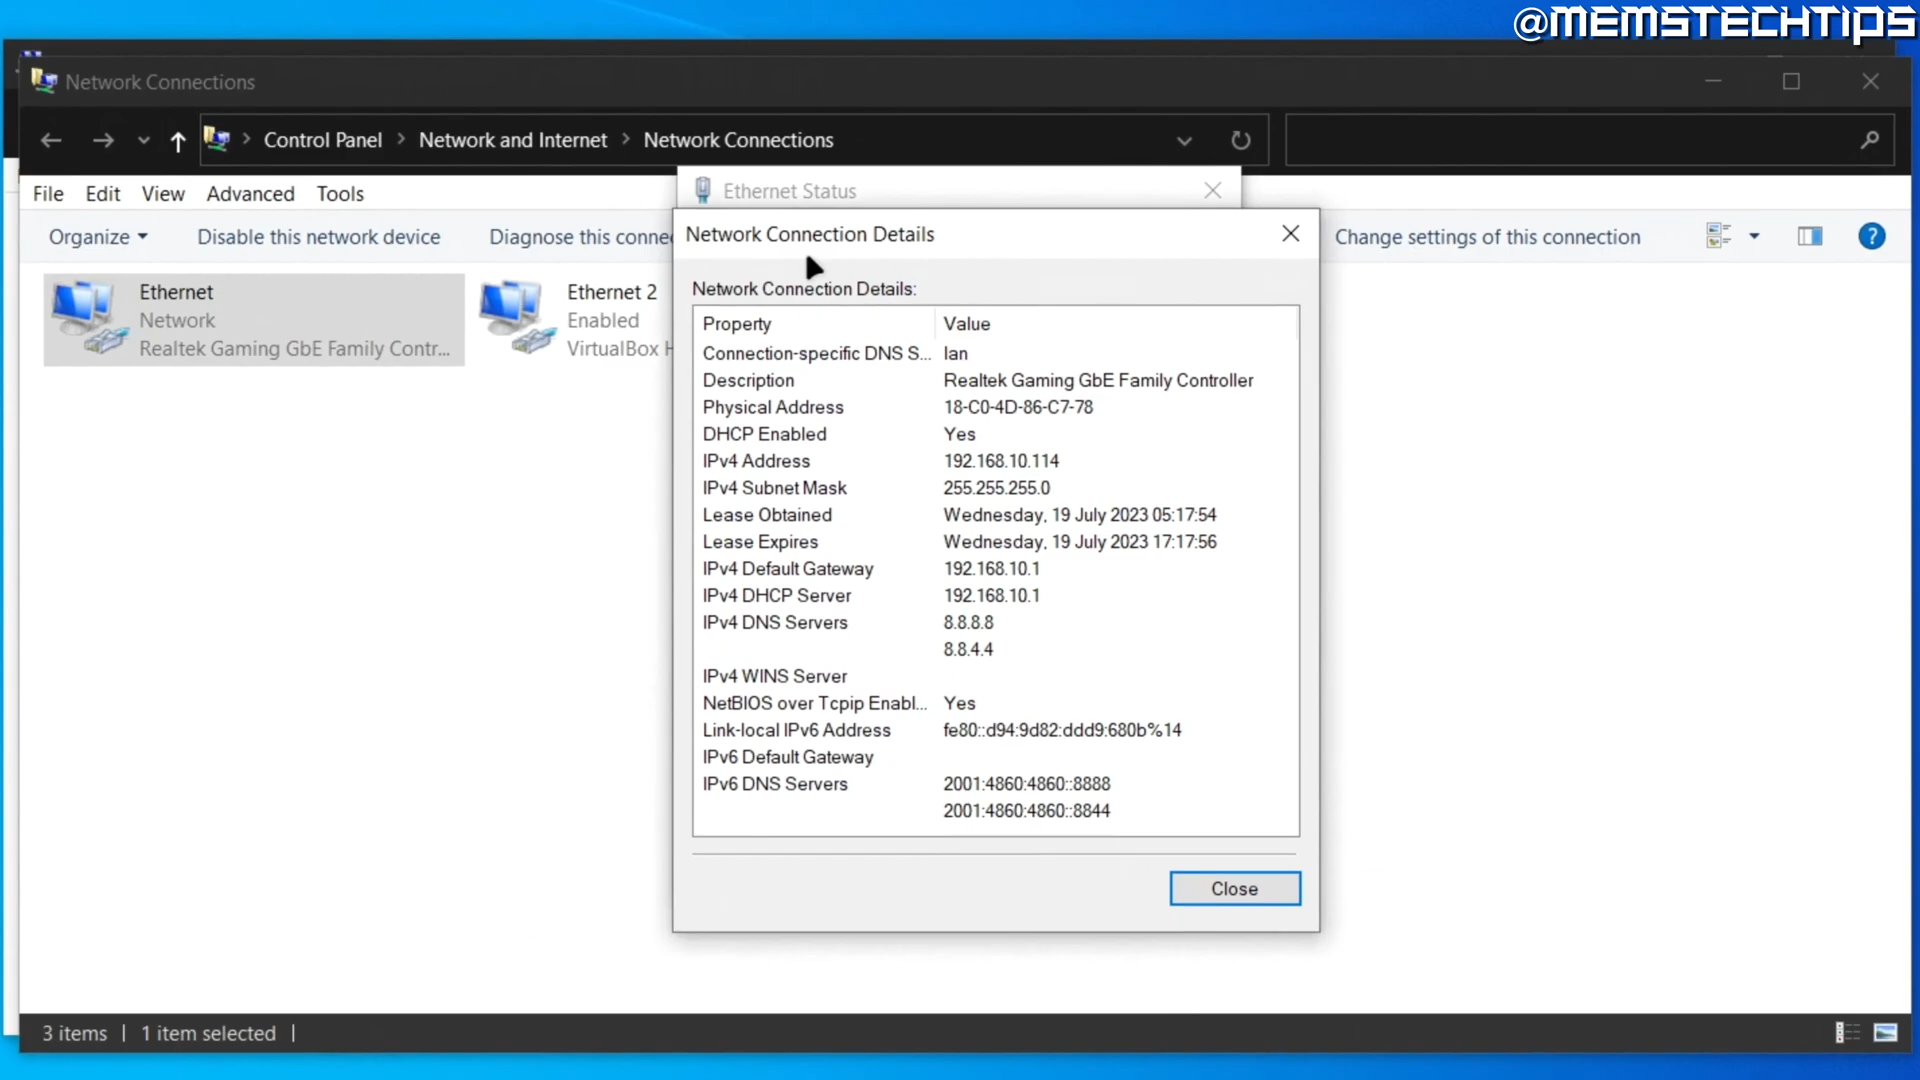 @MEMSTECHTIPS
Network Connections
Control Panel > Network and Internet > Network Connections
File Edit View Advanced Tools
Ethernet Status
Organize Disable this network device Diagnose this conne Change settings of this connection
Network Connection Details
Ethernet
Network
Realtek Gaming GbE Family Contr...
Ethernet 2
Enabled
VirtualBox H
Network Connection Details:
Property Value
Connection-specific DNS S... lan
Description Realtek Gaming GbE Family Controller
Physical Address 18-C0-4D-86-C7-78
DHCP Enabled Yes
IPv4 Address 192.168.10.114
IPv4 Subnet Mask 255.255.255.0
Lease Obtained Wednesday, 19 July 2023 05:17:54
Lease Expires Wednesday, 19 July 2023 17:17:56
IPv4 Default Gateway 192.168.10.1
IPv4 DHCP Server 192.168.10.1
IPv4 DNS Servers 8.8.8.8
8.8.4.4
IPv4 WINS Server
NetBIOS over Tcpip Enabl... Yes
Link-local IPv6 Address fe80::d94:9d82:ddd9:680b%14
IPv6 Default Gateway
IPv6 DNS Servers 2001:4860:4860::8888
2001:4860:4860::8844
Close
3 items | 1 item selected |